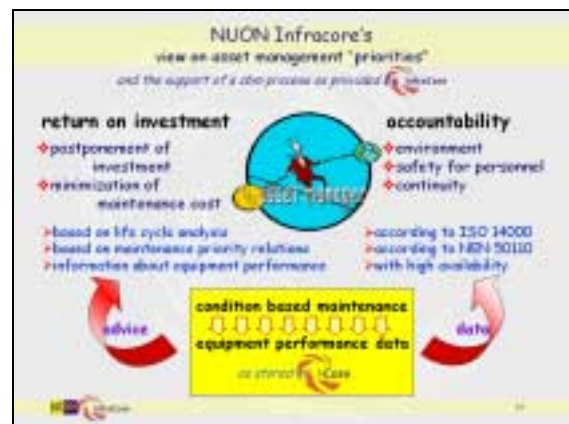 NUON Infracore's
view on asset management "priorities"
and the support of a cbm-process as provided by InfraCore
return on investment
postponement of
investment
minimization of
maintenance cost
asset-manager
accountability
environment
safety for personnel
continuity
based on life cycle analysis
based on maintenance priority relations
information about equipment performance
according to ISO 14000
according to NEN 50110
with high availability
advice
condition based maintenance
equipment performance data
as stored
data
InfraCore